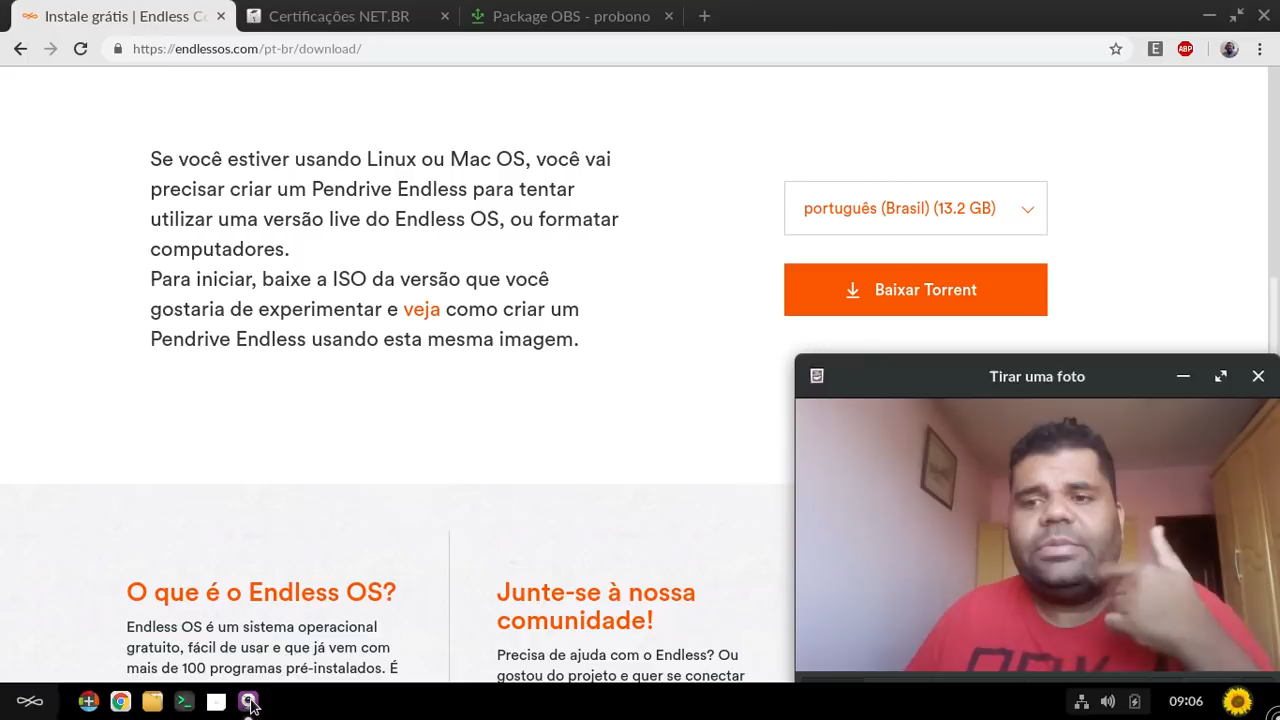 Instale grátis | Endless C
Certificações NET.BR
Package OBS - probono
https://endlessos.com/pt-br/download/
E
ABP
Se você estiver usando Linux ou Mac OS, você vai
precisar criar um Pendrive Endless para tentar
utilizar uma versão live do Endless OS, ou formatar
computadores.
Para iniciar, baixe a ISO da versão que você
gostaria de experimentar e veja como criar um
Pendrive Endless usando esta mesma imagem.
português (Brasil) (13.2 GB)
Baixar Torrent
Tirar uma foto
O que é o Endless OS?
Endless OS é um sistema operacional
gratuito, fácil de usar e que já vem com
mais de 100 programas pré-instalados. É
Junte-se à nossa
comunidade!
Precisa de ajuda com o Endless? Ou
gostou do projeto e quer se conectar
09:06